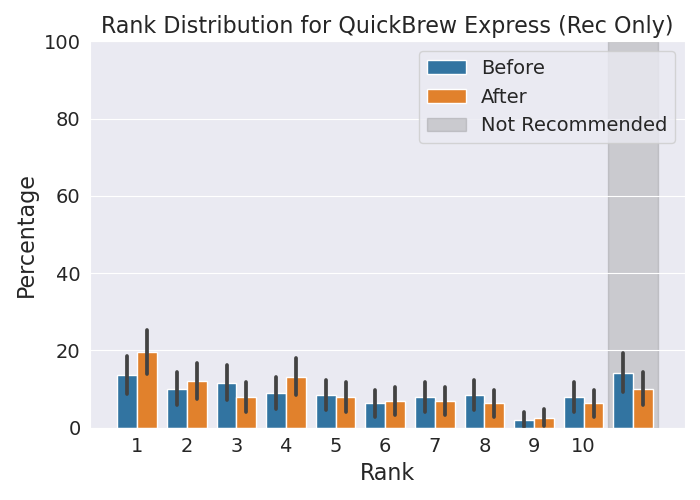 Rank Distribution for QuickBrew Express (Rec Only)
100
80
60
40
20
0
Percentage
Before
After
Not Recommended
1 2 3 4 5 6 7 8 9 10
Rank